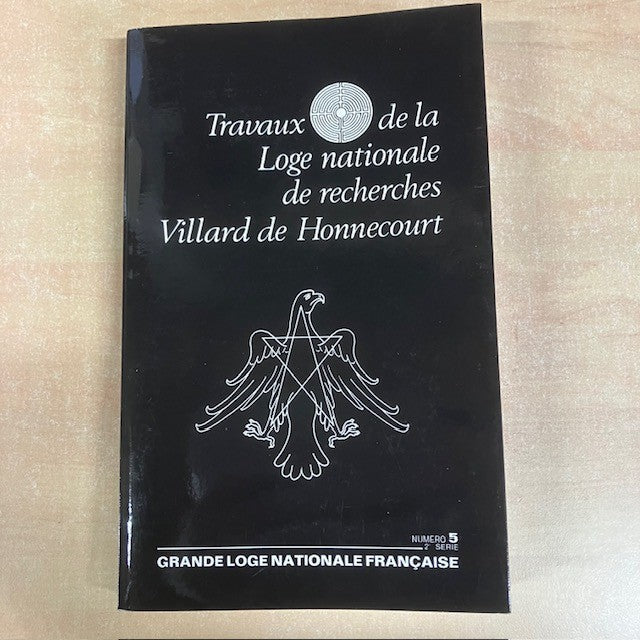 Travaux de la
Loge nationale
de recherches
Villard de Honnecourt
NUMERO 5
2e SERIE
GRANDE LOGE NATIONALE FRANÇAISE